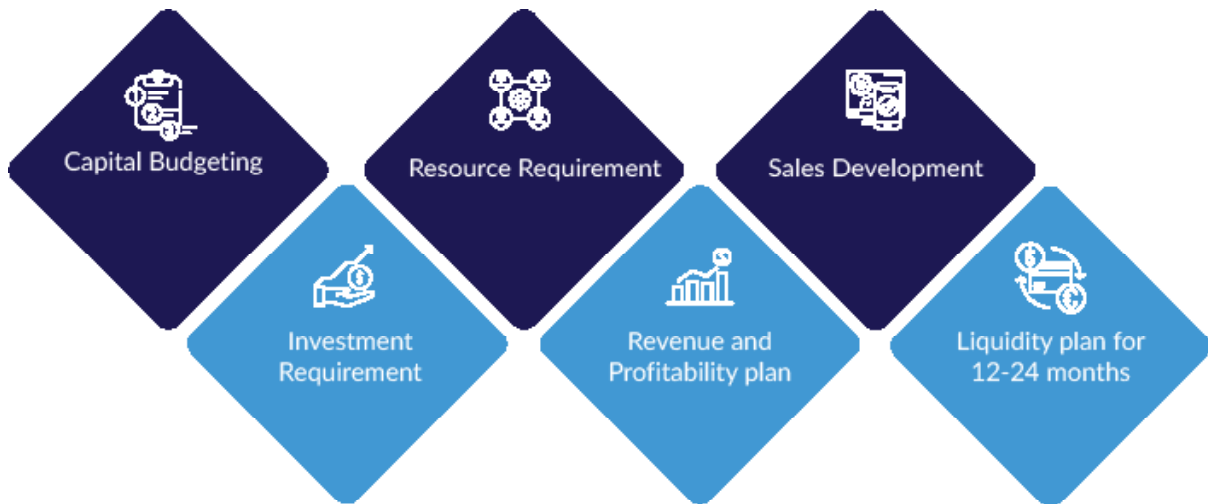 Capital Budgeting
Resource Requirement
Sales Development
Investment
Requirement
Revenue and
Profitability plan
Liquidity plan for
12-24 months